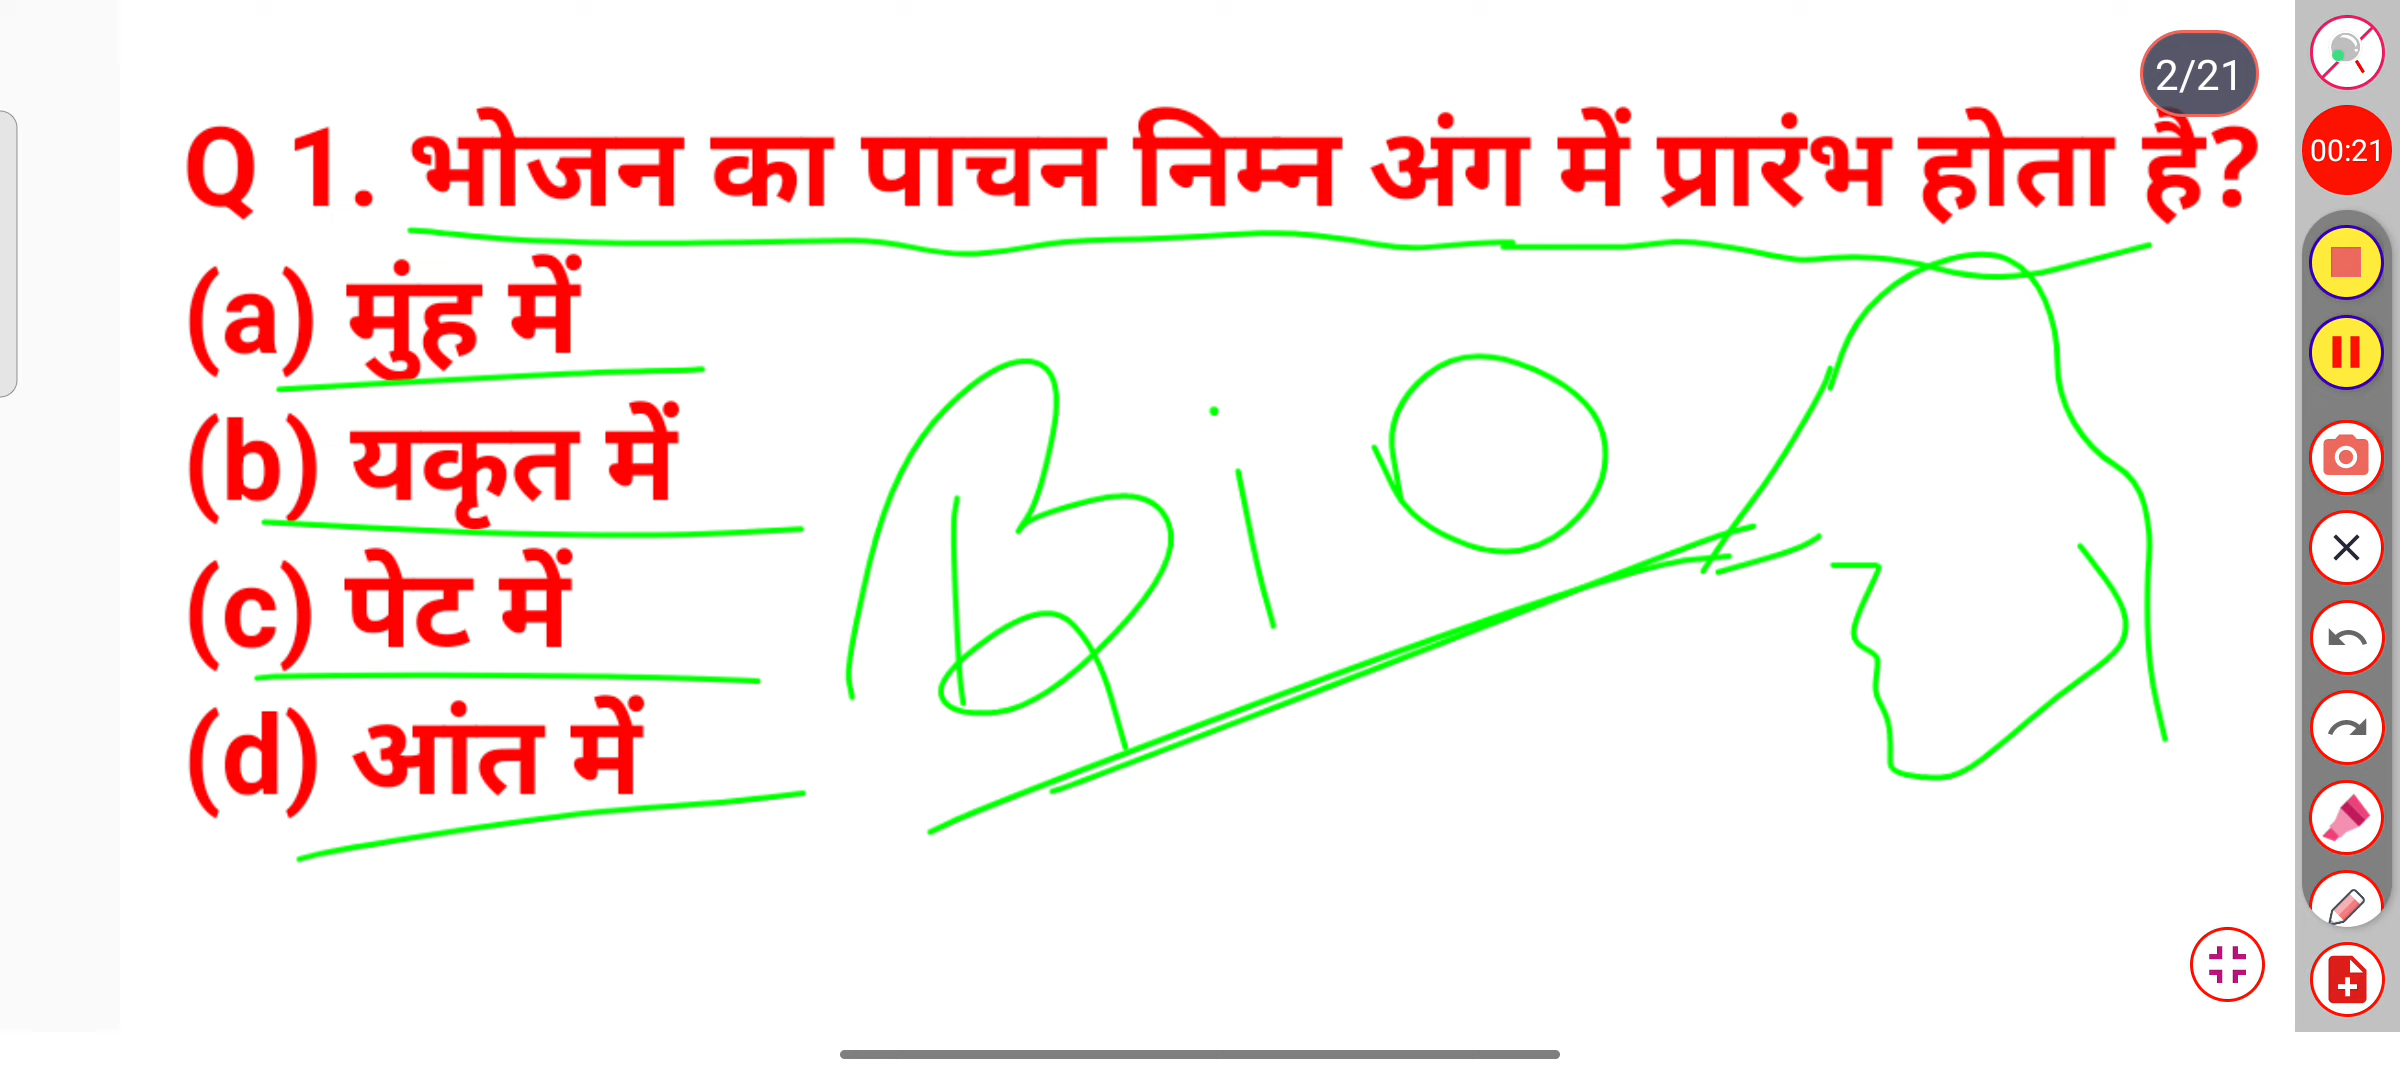 2/21
Q 1. भोजन का पाचन निम्न अंग में प्रारंभ होता है?
00:21
(a) मुंह में
(b) यकृत में
(c) पेट में
(d) आंत में
Bio